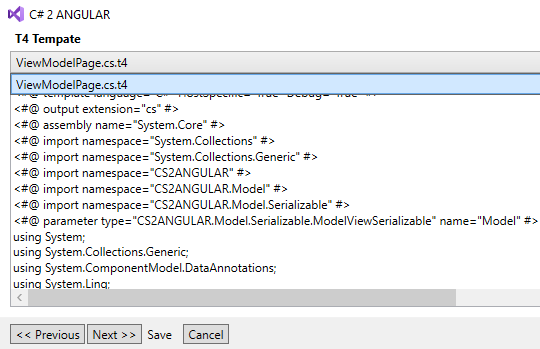 C# 2 ANGULAR
T4 Tempate
ViewModelPage.cs.t4
ViewModelPage.cs.t4
<#@ template language="C#" HostSpecific="True" Debug="True" #>
<#@ output extension="cs" #>
<#@ assembly name="System.Core" #>
<#@ import namespace="System.Collections" #>
<#@ import namespace="System.Collections.Generic" #>
<#@ import namespace="CS2ANGULAR" #>
<#@ import namespace="CS2ANGULAR.Model" #>
<#@ import namespace="CS2ANGULAR.Model.Serializable" #>
<#@ parameter type="CS2ANGULAR.Model.Serializable.ModelViewSerializable" name="Model" #>
using System;
using System.Collections.Generic;
using System.ComponentModel.DataAnnotations;
using System.Linq;
<< Previous Next >> Save Cancel